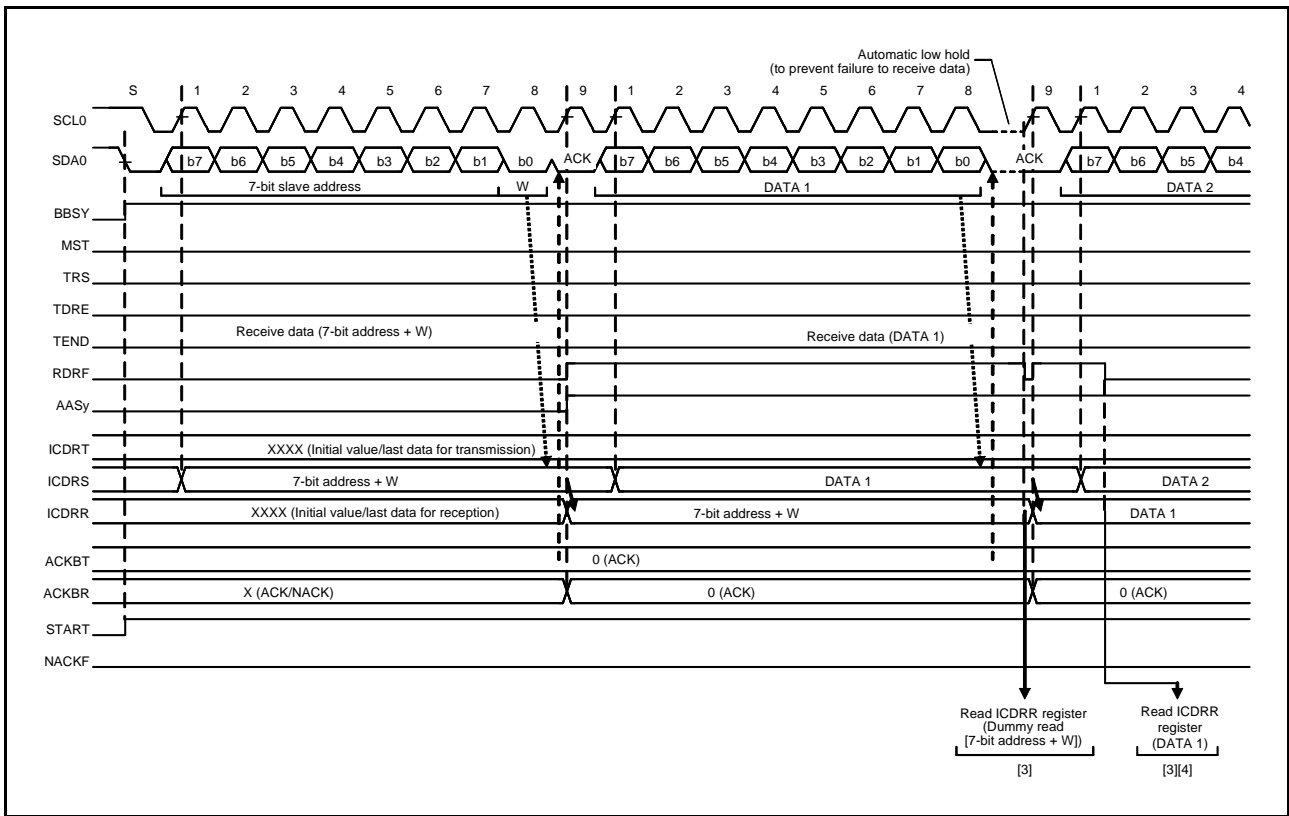 Automatic low hold
(to prevent failure to receive data)
S 1 2 3 4 5 6 7 8 9 1 2 3 4 5 6 7 8 9 1 2 3 4
SCL0
SDA0 b7 b6 b5 b4 b3 b2 b1 b0 ACK b7 b6 b5 b4 b3 b2 b1 b0 ACK b7 b6 b5 b4
7-bit slave address W DATA 1 DATA 2
BBSY
MST
TRS
TDRE
Receive data (7-bit address + W) Receive data (DATA 1)
TEND
RDRF
AASy
ICDRT XXXX (Initial value/last data for transmission)
ICDRS 7-bit address + W DATA 1 DATA 2
ICDRR XXXX (Initial value/last data for reception) 7-bit address + W DATA 1
ACKBT 0 (ACK)
ACKBR X (ACK/NACK) 0 (ACK) 0 (ACK)
START
NACKF
Read ICDRR register
(Dummy read
[7-bit address + W])
[3]
Read ICDRR
register
(DATA 1)
[3][4]